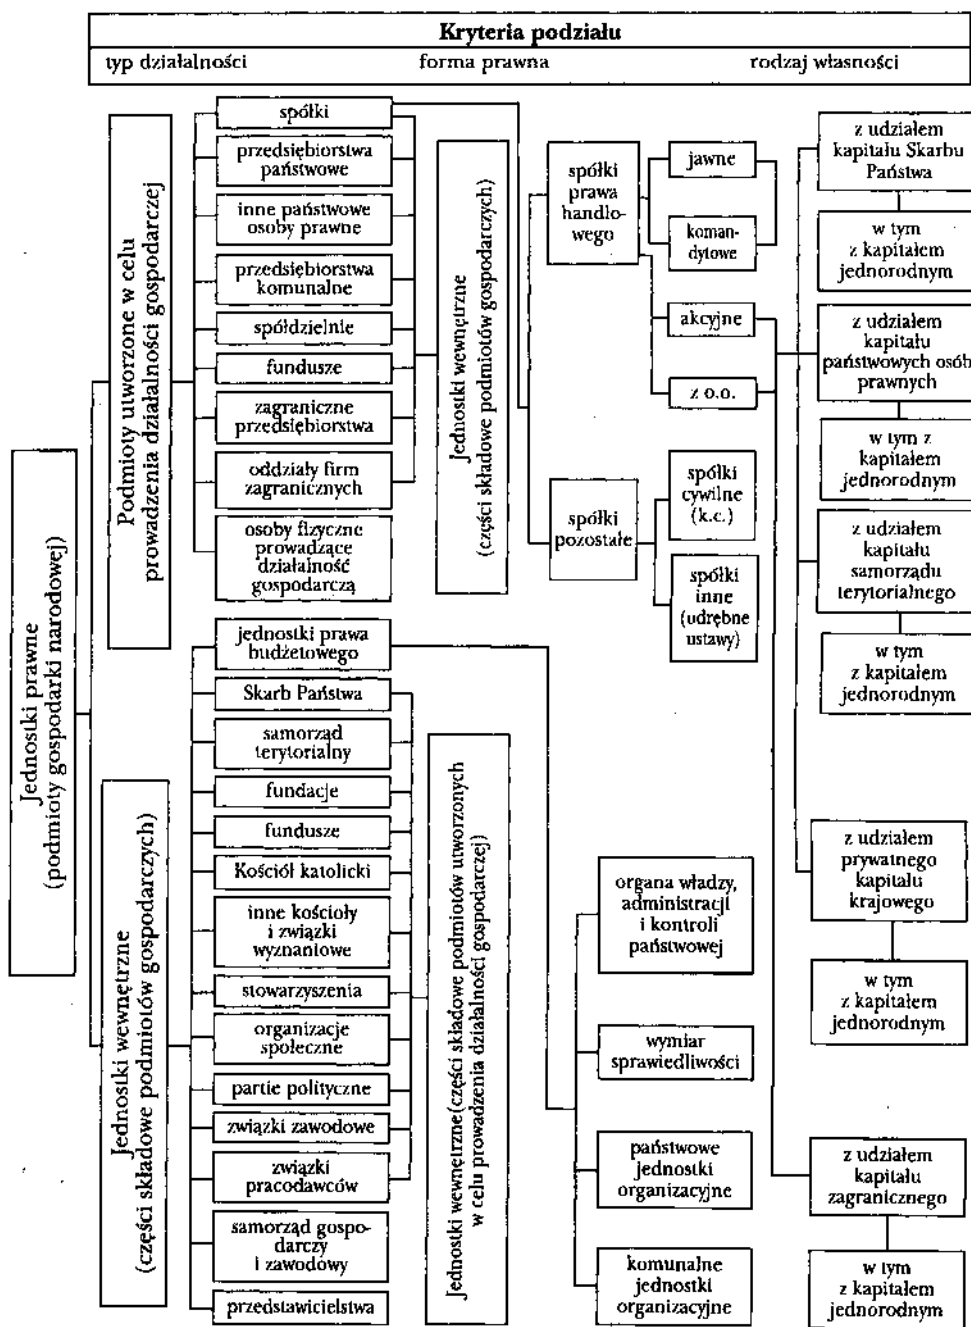 Kryteria podziału
typ działalności
forma prawna
rodzaj własności
Jednostki prawne
(podmioty gospodarki narodowej)
Podmioty utworzone w celu
prowadzenia działalności gospodarczej
spółki
przedsiębiorstwa
państwowe
inne państwowe
osoby prawne
przedsiębiorstwa
komunalne
spółdzielnie
fundusze
zagraniczne
przedsiębiorstwa
oddziały firm
zagranicznych
osoby fizyczne
prowadzące
działalność
gospodarczą
Jednostki wewnętrzne
(części składowe podmiotów gospodarczych)
spółki
prawa
handlo-
wego
jawne
koman-
dytowe
akcyjne
z o.o.
spółki
pozostałe
spółki
cywilne
(k.c.)
spółki
inne
(udrębne
ustawy)
z udziałem
kapitału Skarbu
Państwa
w tym
z kapitałem
jednorodnym
z udziałem
kapitału
państwowych osób
prawnych
w tym z
kapitałem
jednorodnym
z udziałem
kapitału
samorządu
terytorialnego
w tym
z kapitałem
jednorodnym
z udziałem
prywatnego
kapitału
krajowego
w tym
z kapitałem
jednorodnym
z udziałem
kapitału
zagranicznego
w tym
z kapitałem
jednorodnym
Jednostki wewnętrzne
(części składowe podmiotów gospodarczych)
jednostki prawa
budżetowego
Skarb Państwa
samorząd
terytorialny
fundacje
fundusze
Kościół katolicki
inne kościoły
i związki
wyznaniowe
stowarzyszenia
organizacje
społeczne
partie polityczne
związki zawodowe
związki
pracodawców
samorząd gospo-
darczy
i zawodowy
przedstawicielstwa
Jednostki wewnętrzne (części składowe podmiotów utworzonych
w celu prowadzenia działalności gospodarczej)
organa władzy,
administracji
i kontroli
państwowej
wymiar
sprawiedliwości
państwowe
jednostki
organizacyjne
komunalne
jednostki
organizacyjne